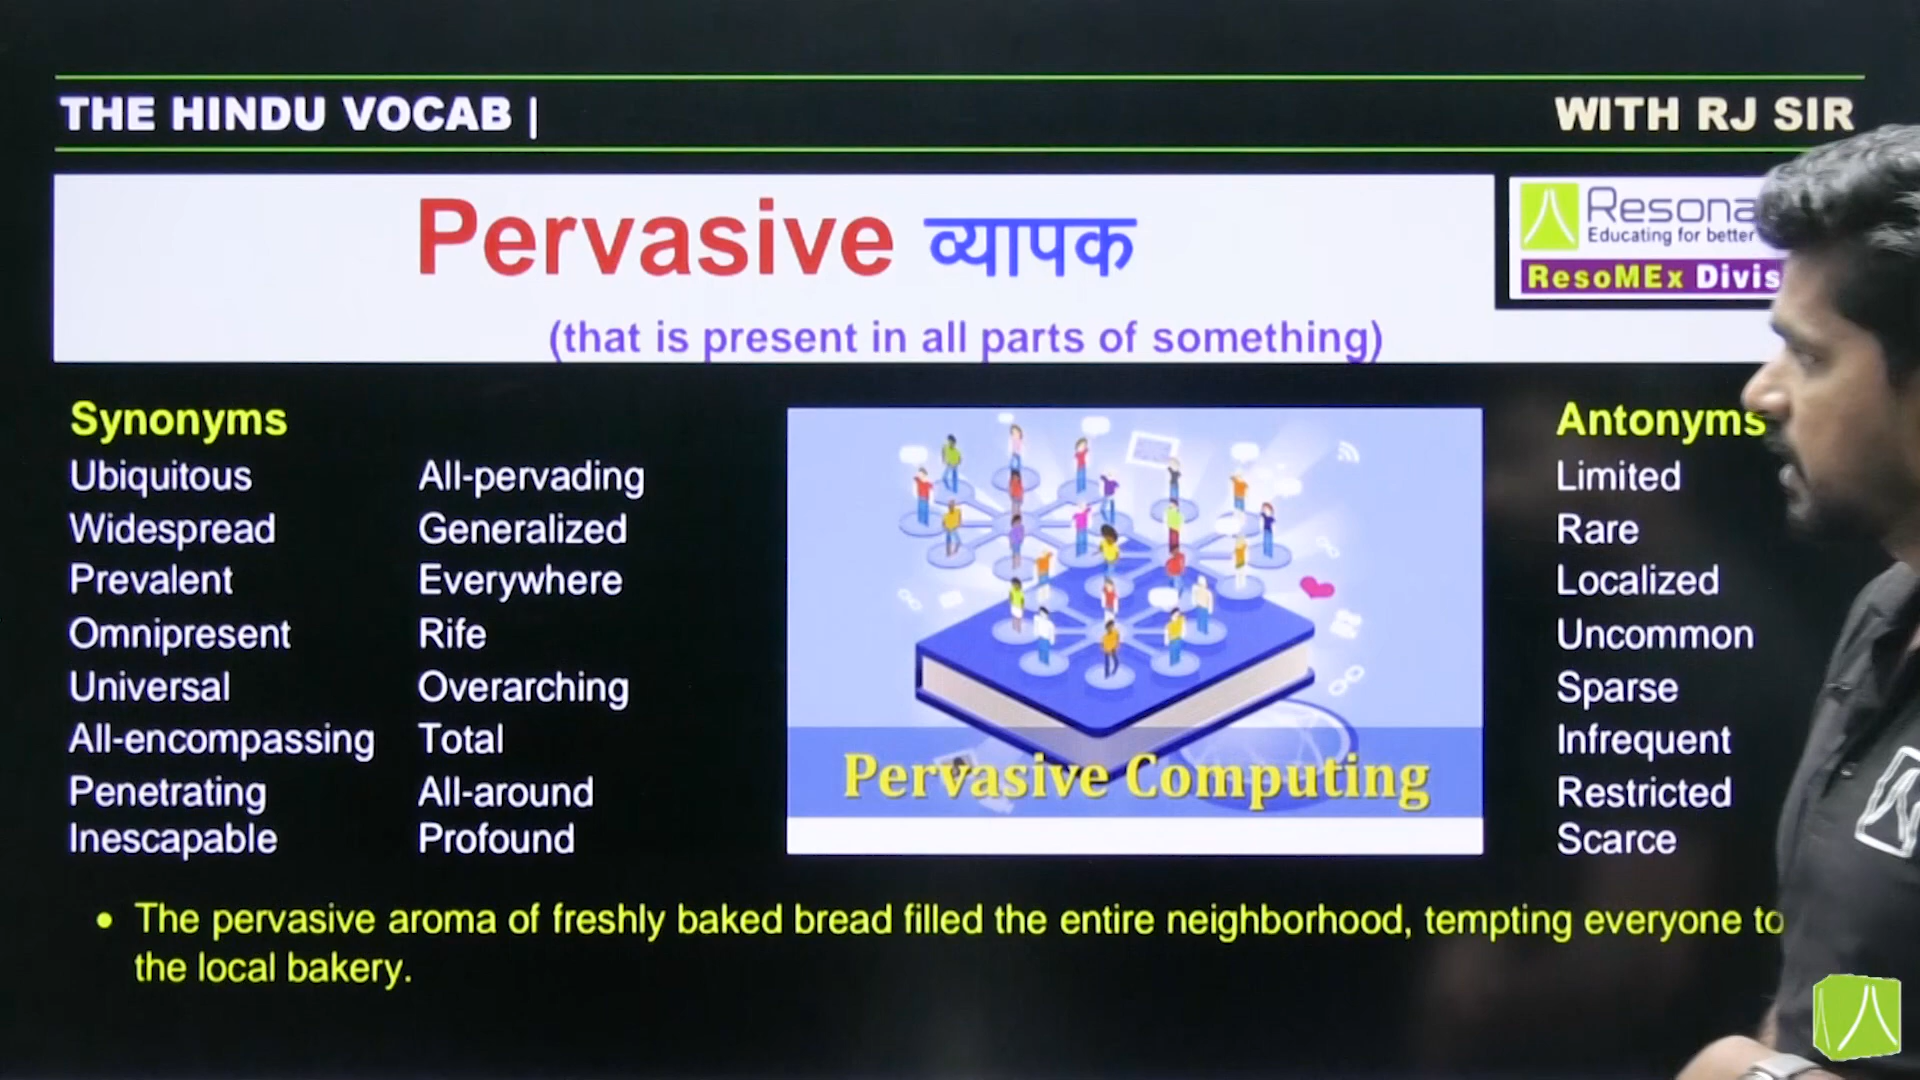 THE HINDU VOCAB |
WITH RJ SIR
Pervasive व्यापक
(that is present in all parts of something)
Educating for better
ResoMEx
Synonyms
Ubiquitous
Widespread
Prevalent
Omnipresent
Universal
All-encompassing
Penetrating
Inescapable
All-pervading
Generalized
Everywhere
Rife
Overarching
Total
All-around
Profound
Pervasive Computing
Antonyms
Limited
Rare
Localized
Uncommon
Sparse
Infrequent
Restricted
Scarce
• The pervasive aroma of freshly baked bread filled the entire neighborhood, tempting everyone to
the local bakery.